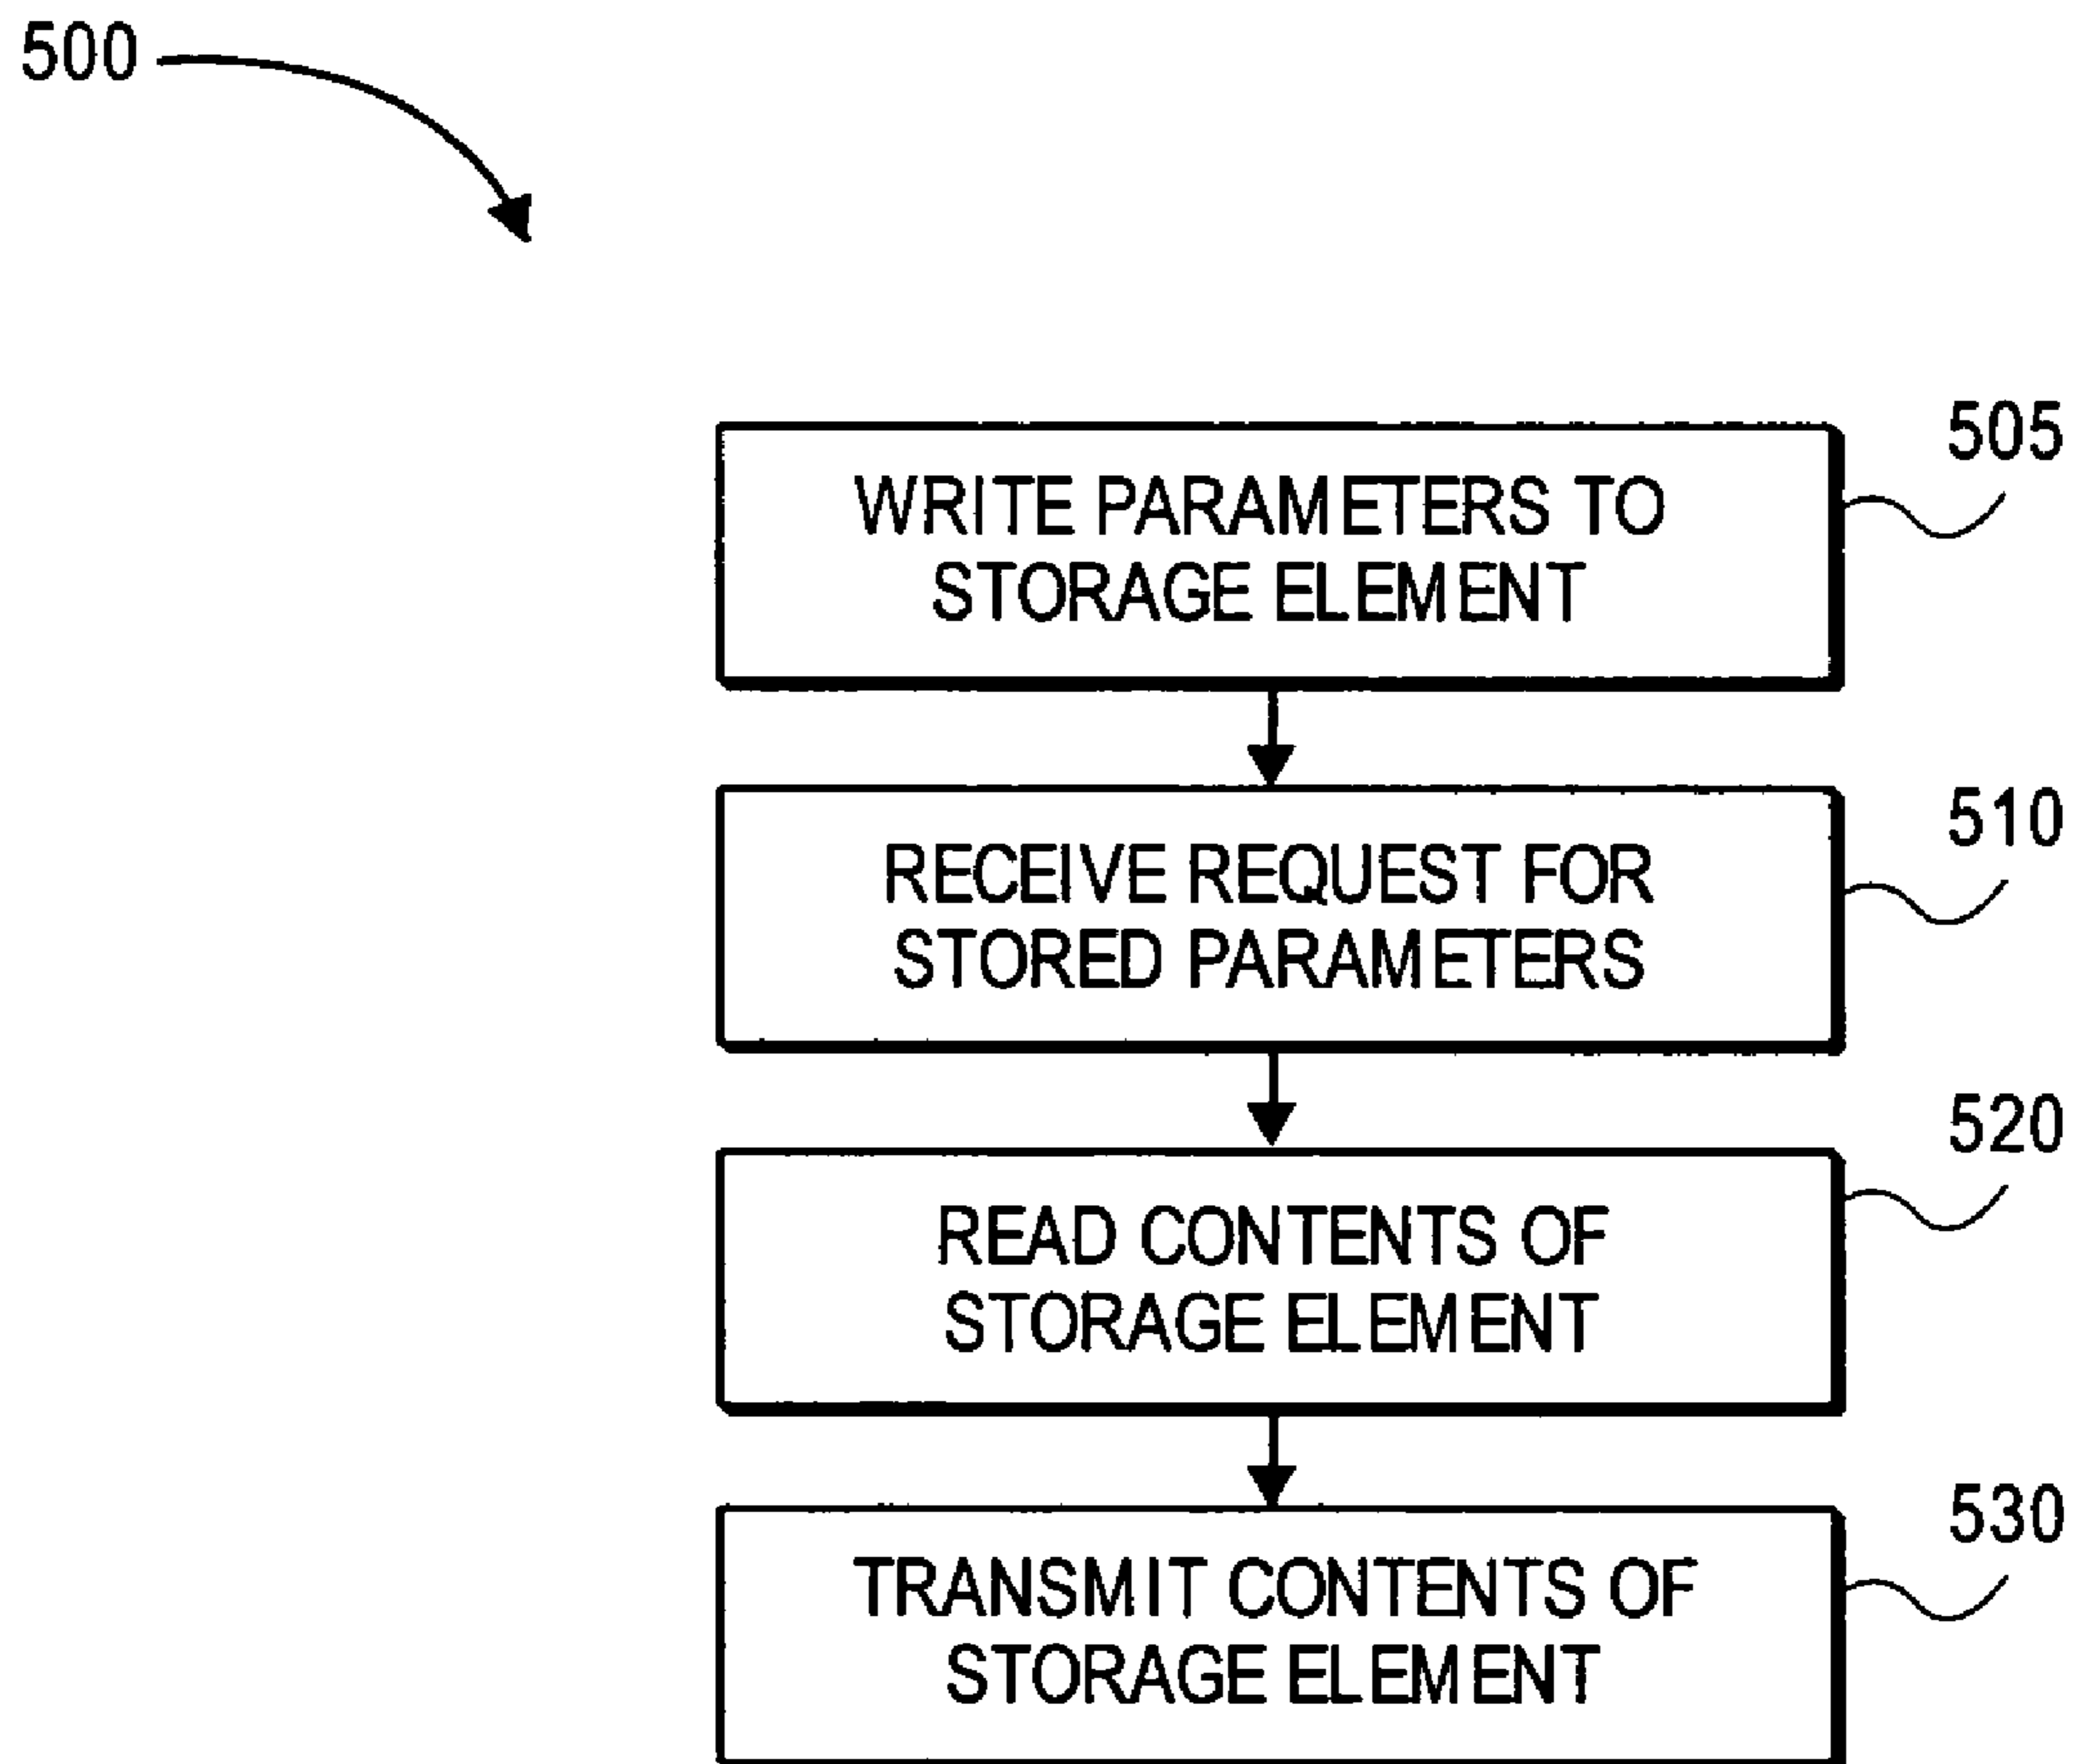 500
505
WRITE PARAMETERS TO
STORAGE ELEMENT
510
RECEIVE REQUEST FOR
STORED PARAMETERS
520
READ CONTENTS OF
STORAGE ELEMENT
530
TRANSMIT CONTENTS OF
STORAGE ELEMENT